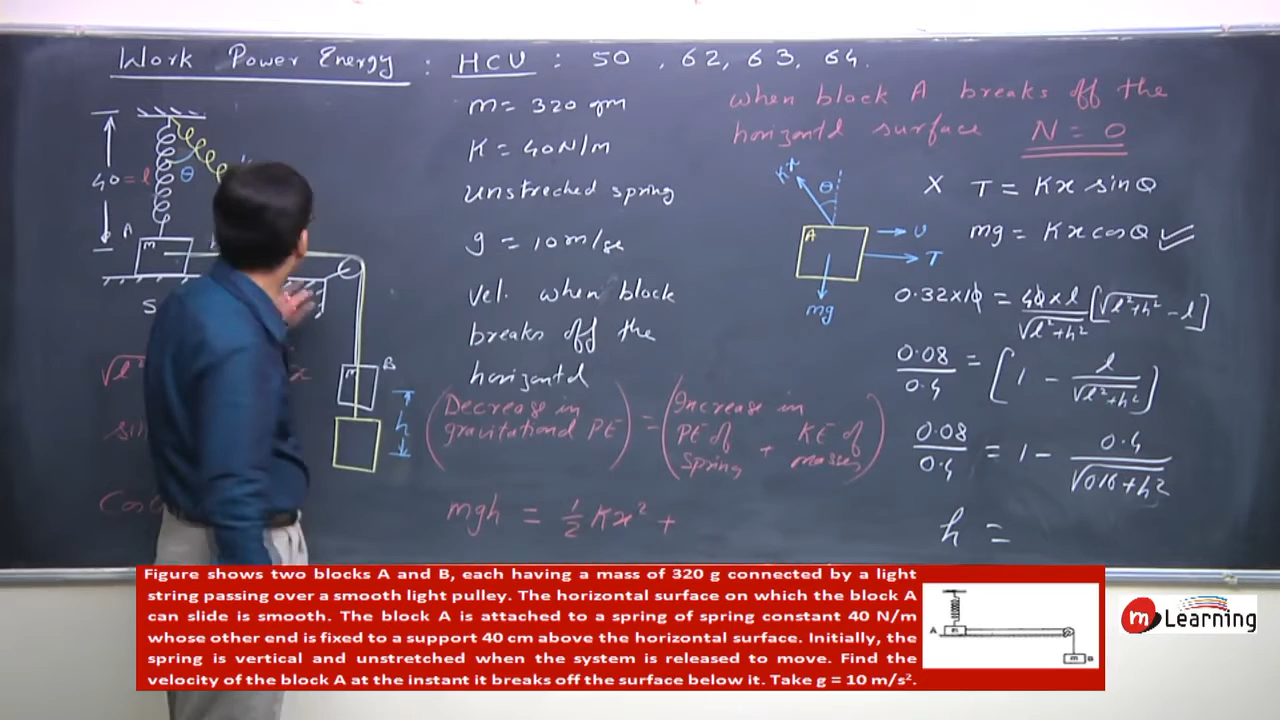 Work Power Energy : HCU : 50 , 62, 63, 64.
40 = l
θ
A
m
S
B
m
h
m = 320 gm
K = 40 N/m
unstreched spring
g = 10 m/se
vel. when block
breaks off the
horizontal
(Decrease in gravitational PE) = (Increase in PE of spring + KE of masses)
mgh = 1/2 Kx² +
when block A breaks off the
horizontal surface N = 0
Kx
θ
A
U
T
mg
X T = Kx sinθ
mg = Kx cosθ ✓
0.32×10 = 40×l/√l²+h² [√l²+h² - l]
0.08/0.4 = [1 - l/√l²+h²]
0.08/0.4 = 1 - 0.4/√0.16+h²
h =
√l²
x
sin
Cos
Figure shows two blocks A and B, each having a mass of 320 g connected by a light
string passing over a smooth light pulley. The horizontal surface on which the block A
can slide is smooth. The block A is attached to a spring of spring constant 40 N/m
whose other end is fixed to a support 40 cm above the horizontal surface. Initially, the
spring is vertical and unstretched when the system is released to move. Find the
velocity of the block A at the instant it breaks off the surface below it. Take g = 10 m/s².
A
m
m
B
m Learning